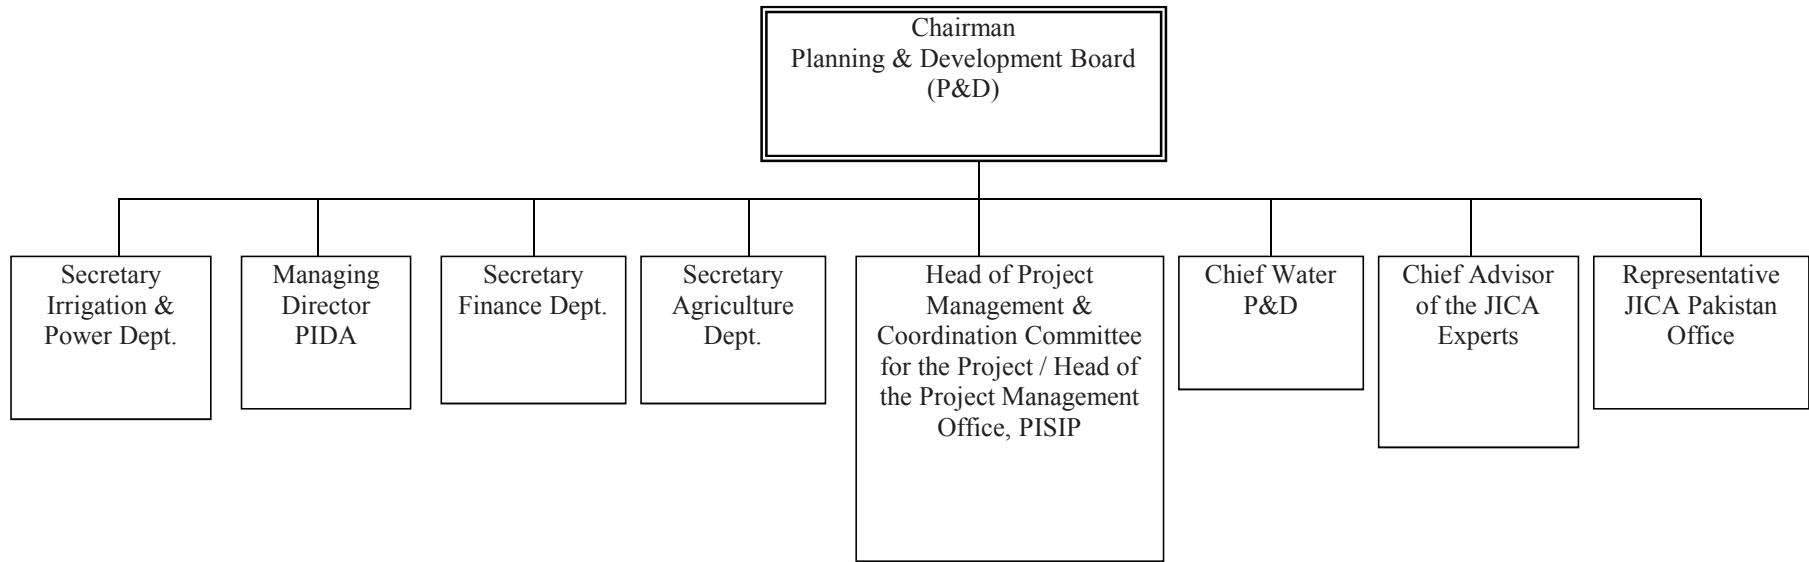 Chairman
Planning & Development Board
(P&D)
Secretary
Irrigation &
Power Dept.
Managing
Director
PIDA
Secretary
Finance Dept.
Secretary
Agriculture
Dept.
Head of Project
Management &
Coordination Committee
for the Project / Head of
the Project Management
Office, PISIP
Chief Water
P&D
Chief Advisor
of the JICA
Experts
Representative
JICA Pakistan
Office